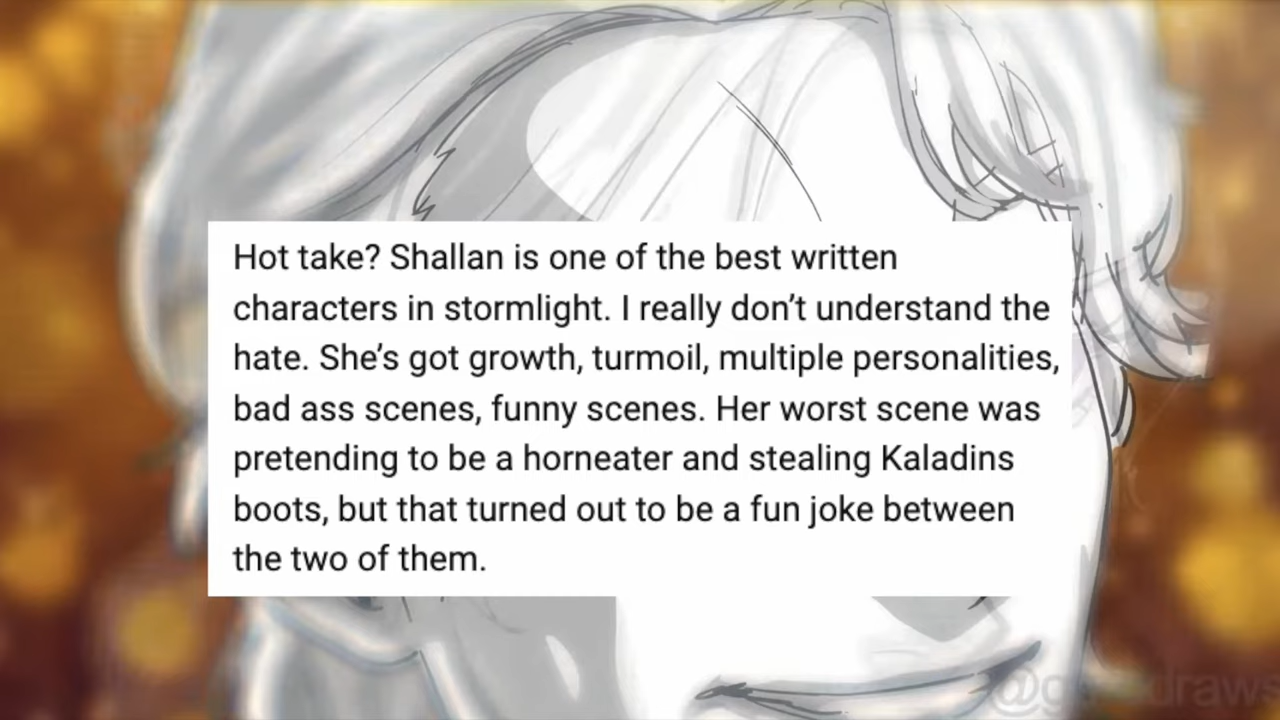 Hot take? Shallan is one of the best written
characters in stormlight. I really don’t understand the
hate. She’s got growth, turmoil, multiple personalities,
bad ass scenes, funny scenes. Her worst scene was
pretending to be a horneater and stealing Kaladins
boots, but that turned out to be a fun joke between
the two of them.